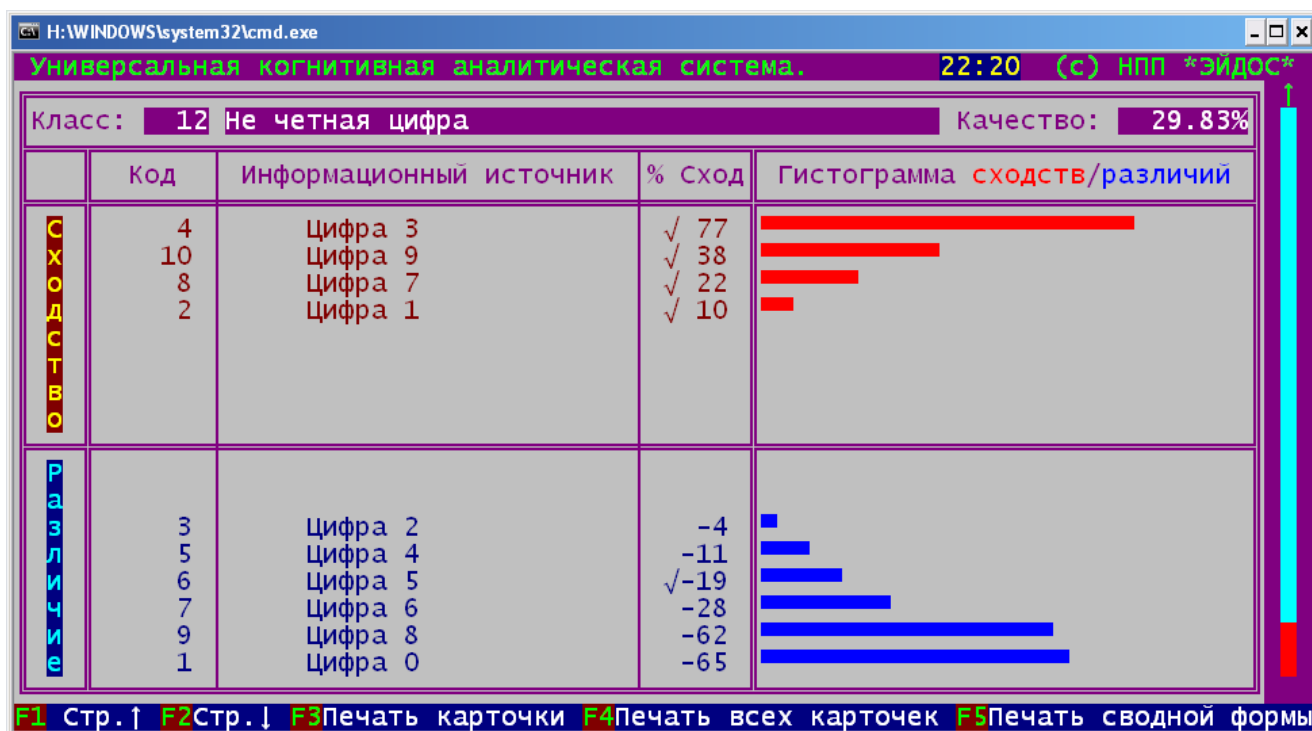 H:\WINDOWS\system32\cmd.exe
Универсальная когнитивная аналитическая система. 22:20 (c) НПП *ЭЙДОС*
Класс: 12 Не четная цифра Качество: 29.83%
Код Информационный источник % Сход Гистограмма сходств/различий
Сходство
4 Цифра 3 √ 77
10 Цифра 9 √ 38
8 Цифра 7 √ 22
2 Цифра 1 √ 10
Различие
3 Цифра 2 -4
5 Цифра 4 -11
6 Цифра 5 √-19
7 Цифра 6 -28
9 Цифра 8 -62
1 Цифра 0 -65
F1 Стр.↑ F2Стр.↓ F3Печать карточки F4Печать всех карточек F5Печать сводной формы